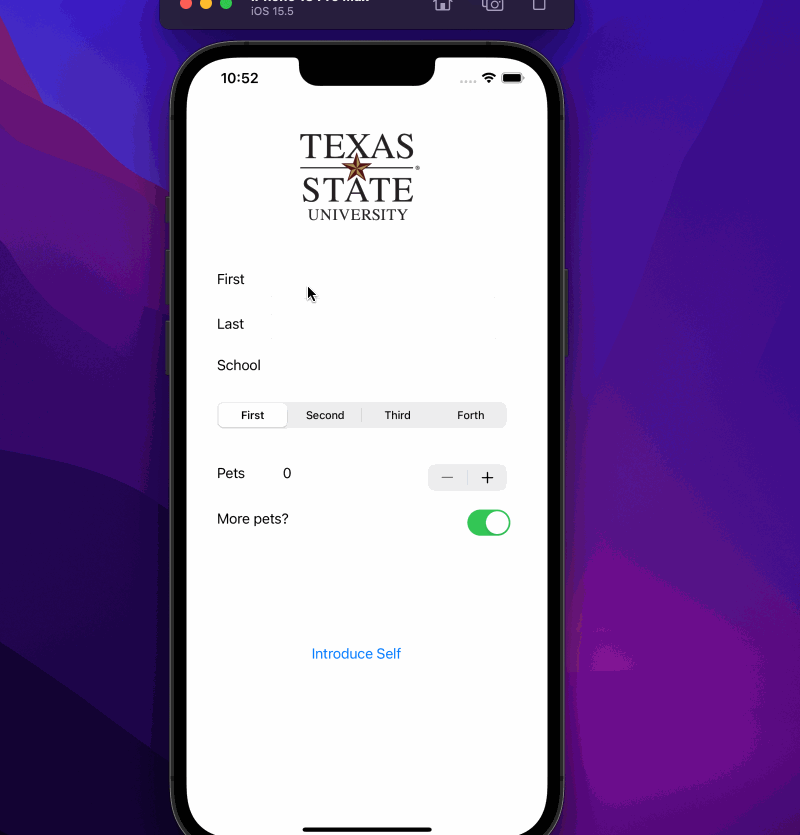 iOS 15.5
10:52
TEXAS
STATE
®
UNIVERSITY
First
Last
School
First Second Third Forth
Pets 0
More pets?
Introduce Self